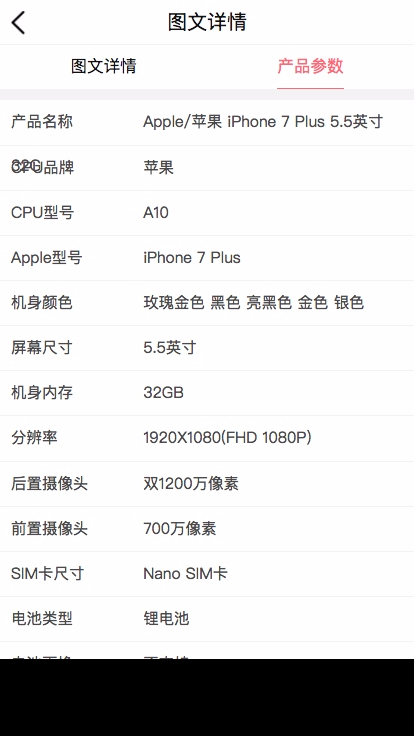 图文详情
图文详情 产品参数
产品名称 Apple/苹果 iPhone 7 Plus 5.5英寸
32G
CPU品牌 苹果
CPU型号 A10
Apple型号 iPhone 7 Plus
机身颜色 玫瑰金色 黑色 亮黑色 金色 银色
屏幕尺寸 5.5英寸
机身内存 32GB
分辨率 1920X1080(FHD 1080P)
后置摄像头 双1200万像素
前置摄像头 700万像素
SIM卡尺寸 Nano SIM卡
电池类型 锂电池